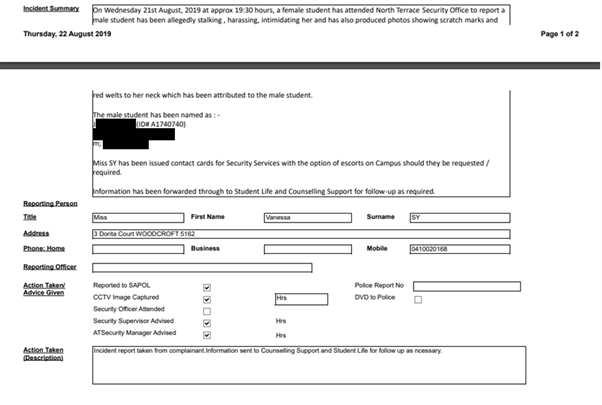 Incident Summary On Wednesday 21st August, 2019 at approx 19:30 hours, a female student has attended North Terrace Security Office to report a
male student has been allegedly stalking , harassing, intimidating her and has also produced photos showing scratch marks and
Thursday, 22 August 2019 Page 1 of 2
red welts to her neck which has been attributed to the male student.
The male student has been named as : -
J (ID# A1740740)
m;
Miss SY has been issued contact cards for Security Services with the option of escorts on Campus should they be requested /
required.
Information has been forwarded through to Student Life and Counselling Support for follow-up as required.
Reporting Person
Title Miss First Name Vanessa Surname SY
Address 3 Dorita Court WOODCROFT 5162
Phone: Home Business Mobile 0410020168
Reporting Officer
Action Taken/ Reported to SAPOL Police Report No
Advice Given CCTV Image Captured Hrs DVD to Police
Security Officer Attended
Security Supervisor Advised Hrs
ATSecurity Manager Advised Hrs
Action Taken Incident report taken from complainant.Information sent to Counselling Support and Student Life for follow up as ncessary.
(Description)